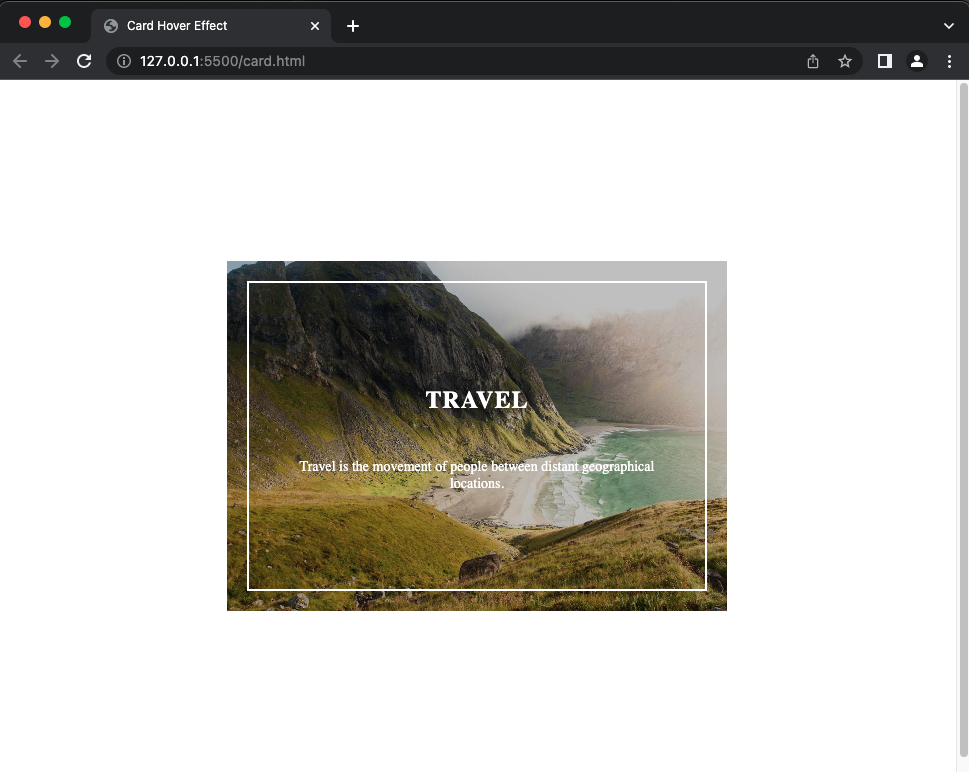 Card Hover Effect
127.0.0.1:5500/card.html
TRAVEL
Travel is the movement of people between distant geographical
locations.